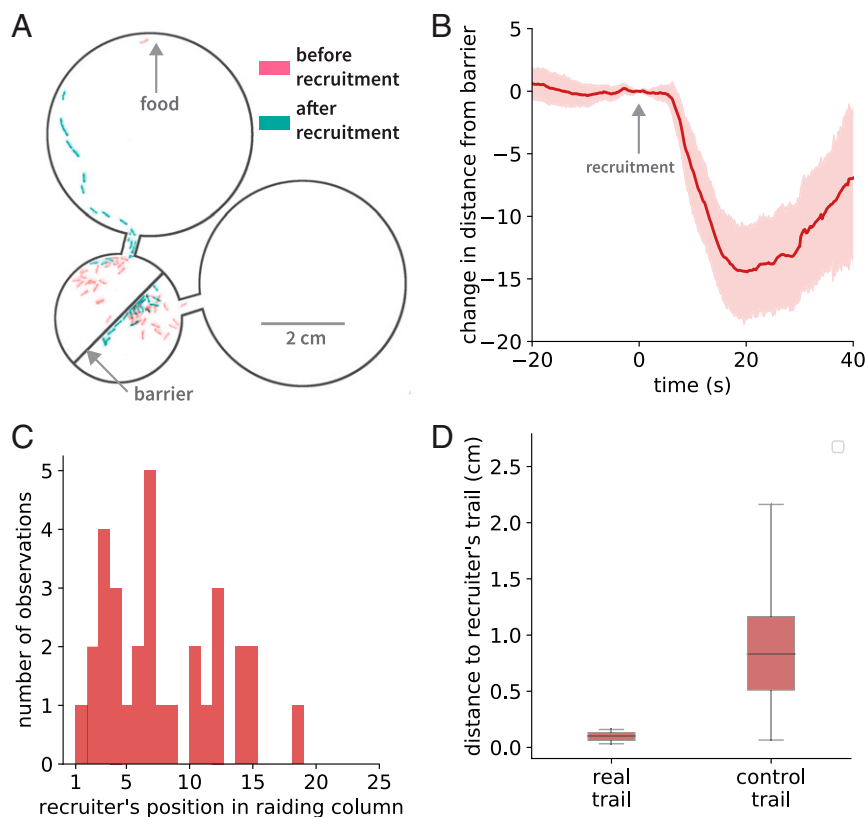 A
before
recruitment
after
recruitment
food
2 cm
barrier
B
change in distance from barrier
0
−5
−10
−15
−20
recruitment
−20
0
20
40
time (s)
C
number of observations
5
4
3
2
1
0
1
5
10
15
20
25
recruiter's position in raiding column
D
distance to recruiter's trail (cm)
2.5
2.0
1.5
1.0
0.5
0.0
real
trail
control
trail